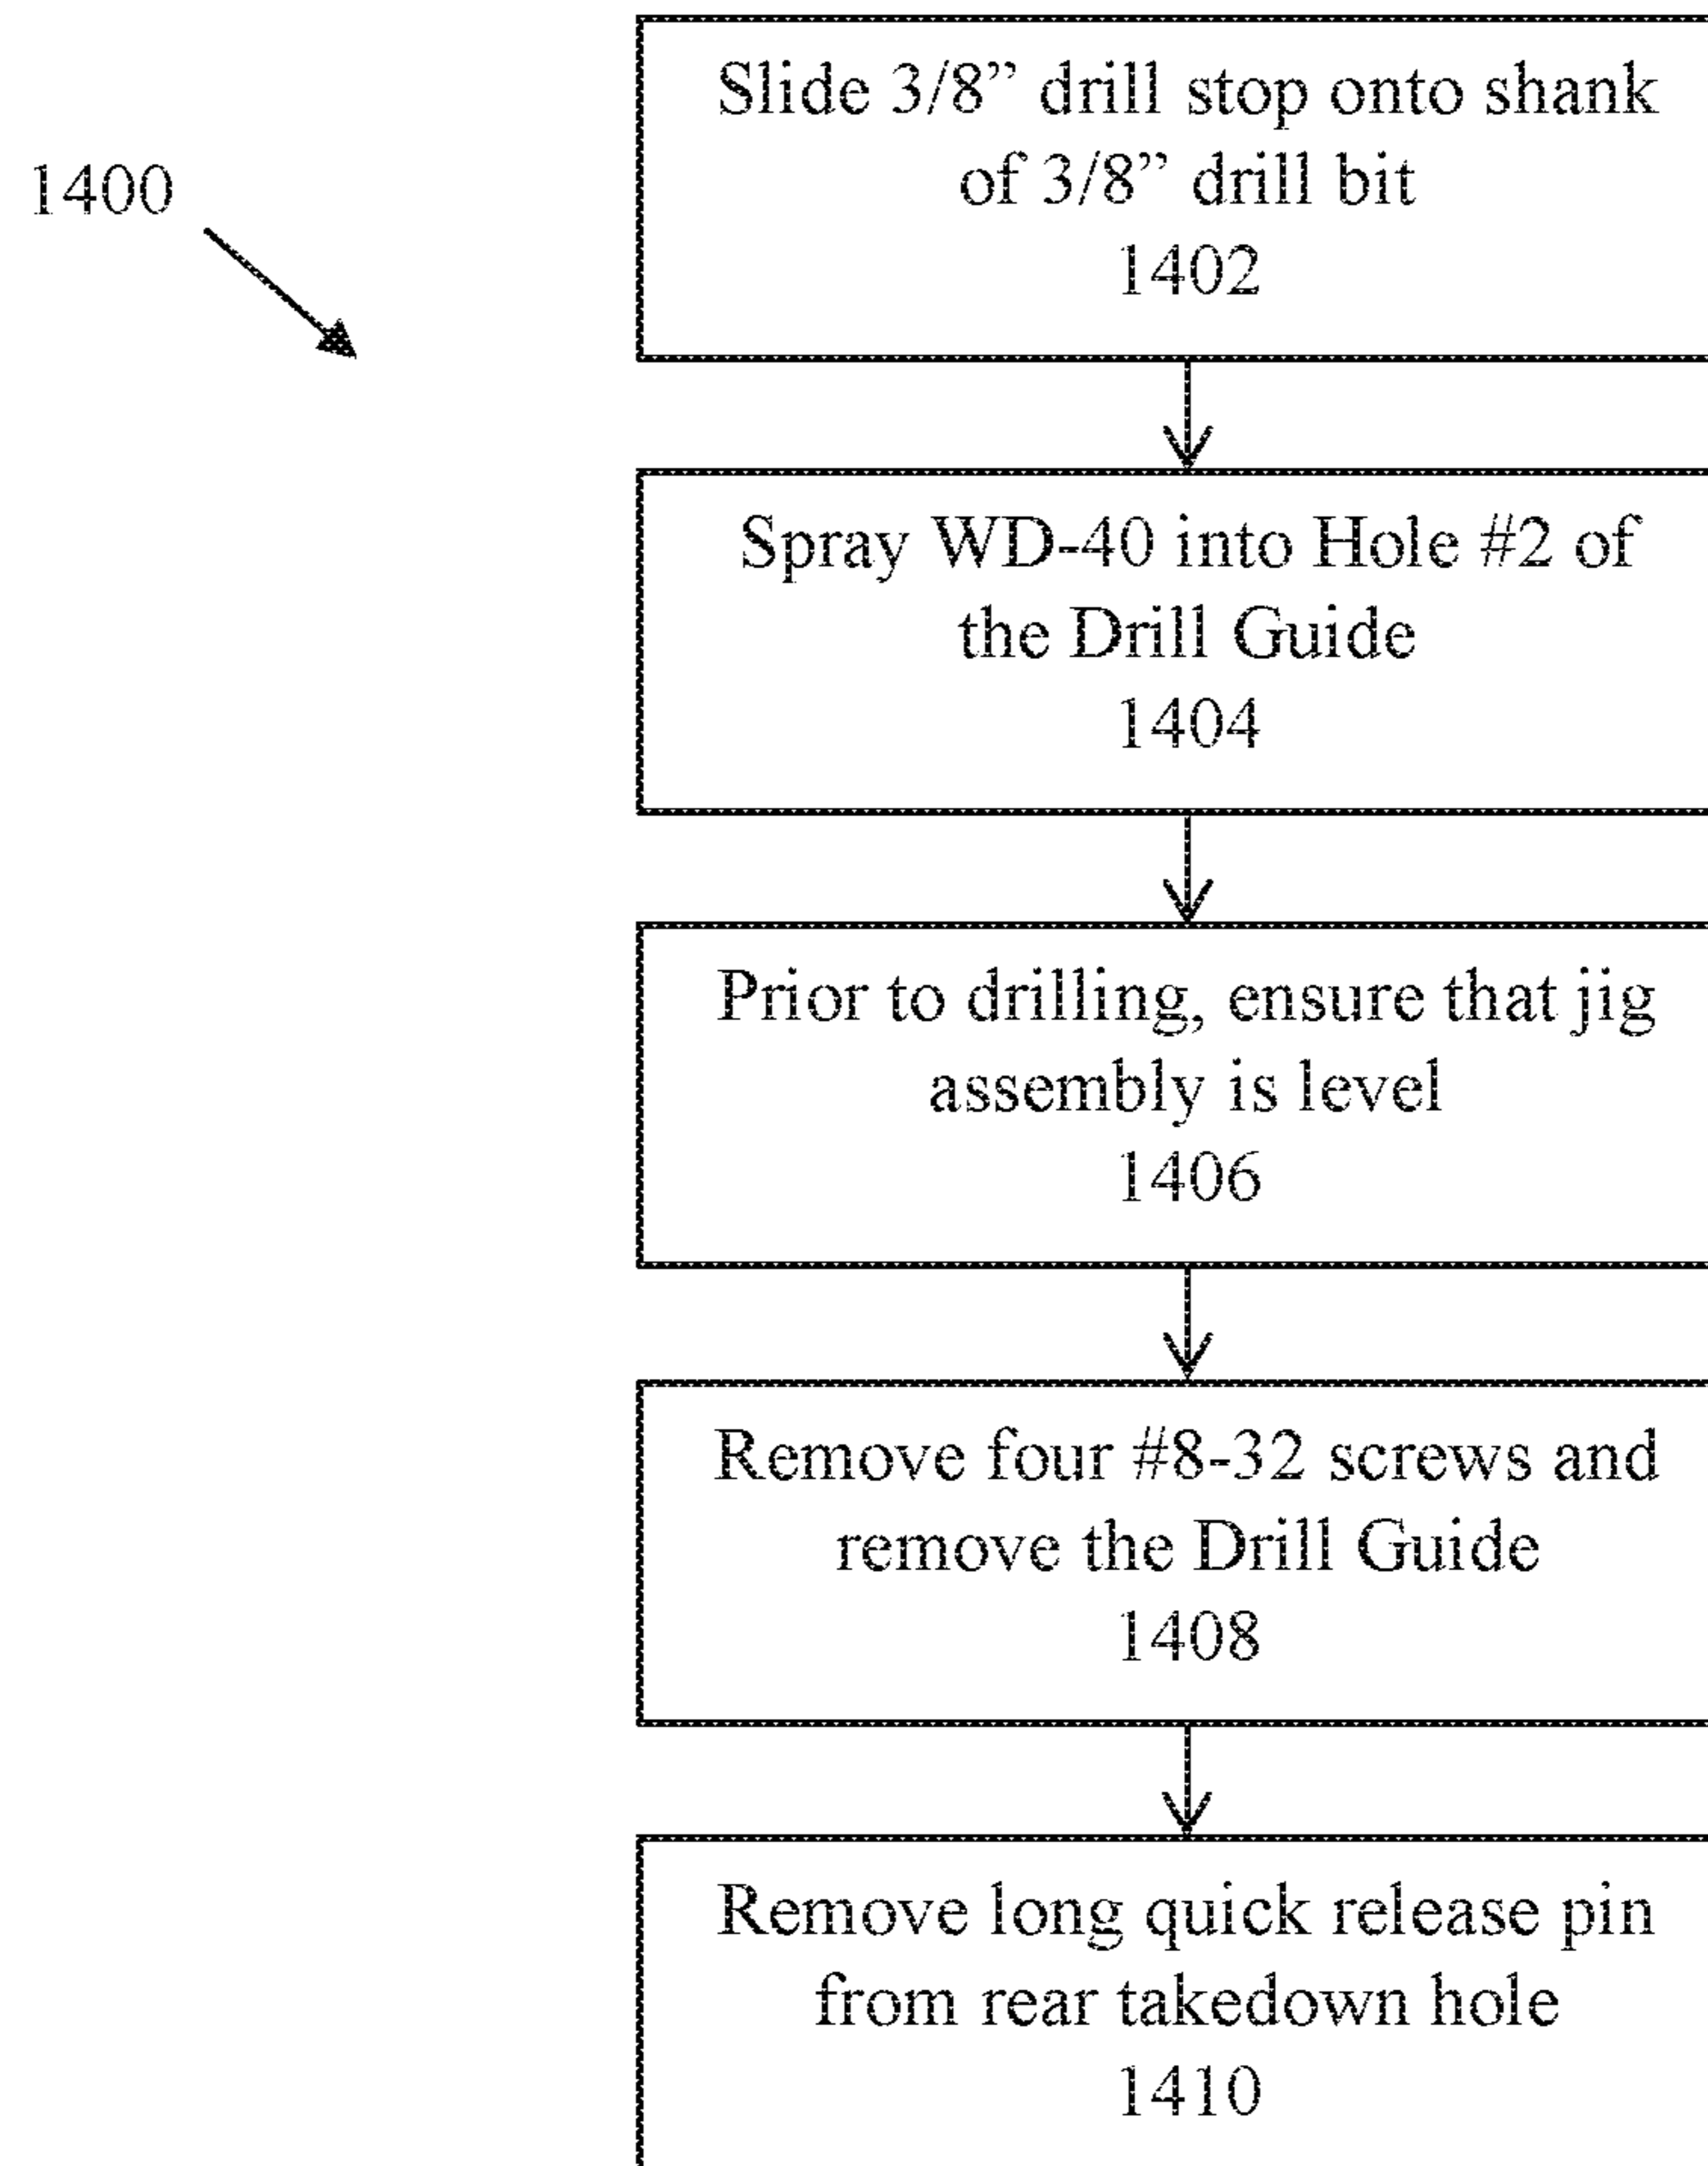 1400
Slide 3/8” drill stop onto shank
of 3/8” drill bit
1402
Spray WD-40 into Hole #2 of
the Drill Guide
1404
Prior to drilling, ensure that jig
assembly is level
1406
Remove four #8-32 screws and
remove the Drill Guide
1408
Remove long quick release pin
from rear takedown hole
1410